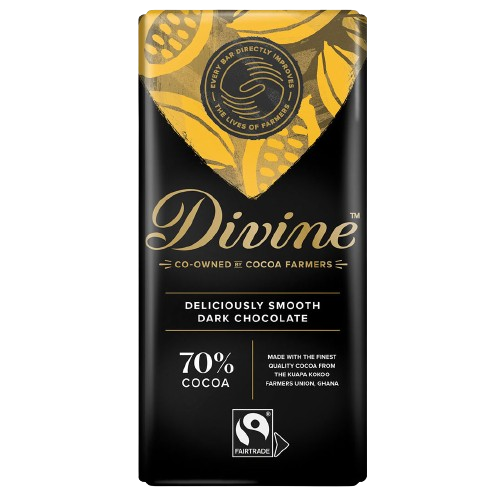 EVERY BAR DIRECTLY IMPROVES
THE LIVES OF FARMERS
Divine™
CO-OWNED BY COCOA FARMERS
DELICIOUSLY SMOOTH
DARK CHOCOLATE
70%
COCOA
MADE WITH THE FINEST
QUALITY COCOA FROM
THE KUAPA KOKOO
FARMERS UNION, GHANA
FAIRTRADE